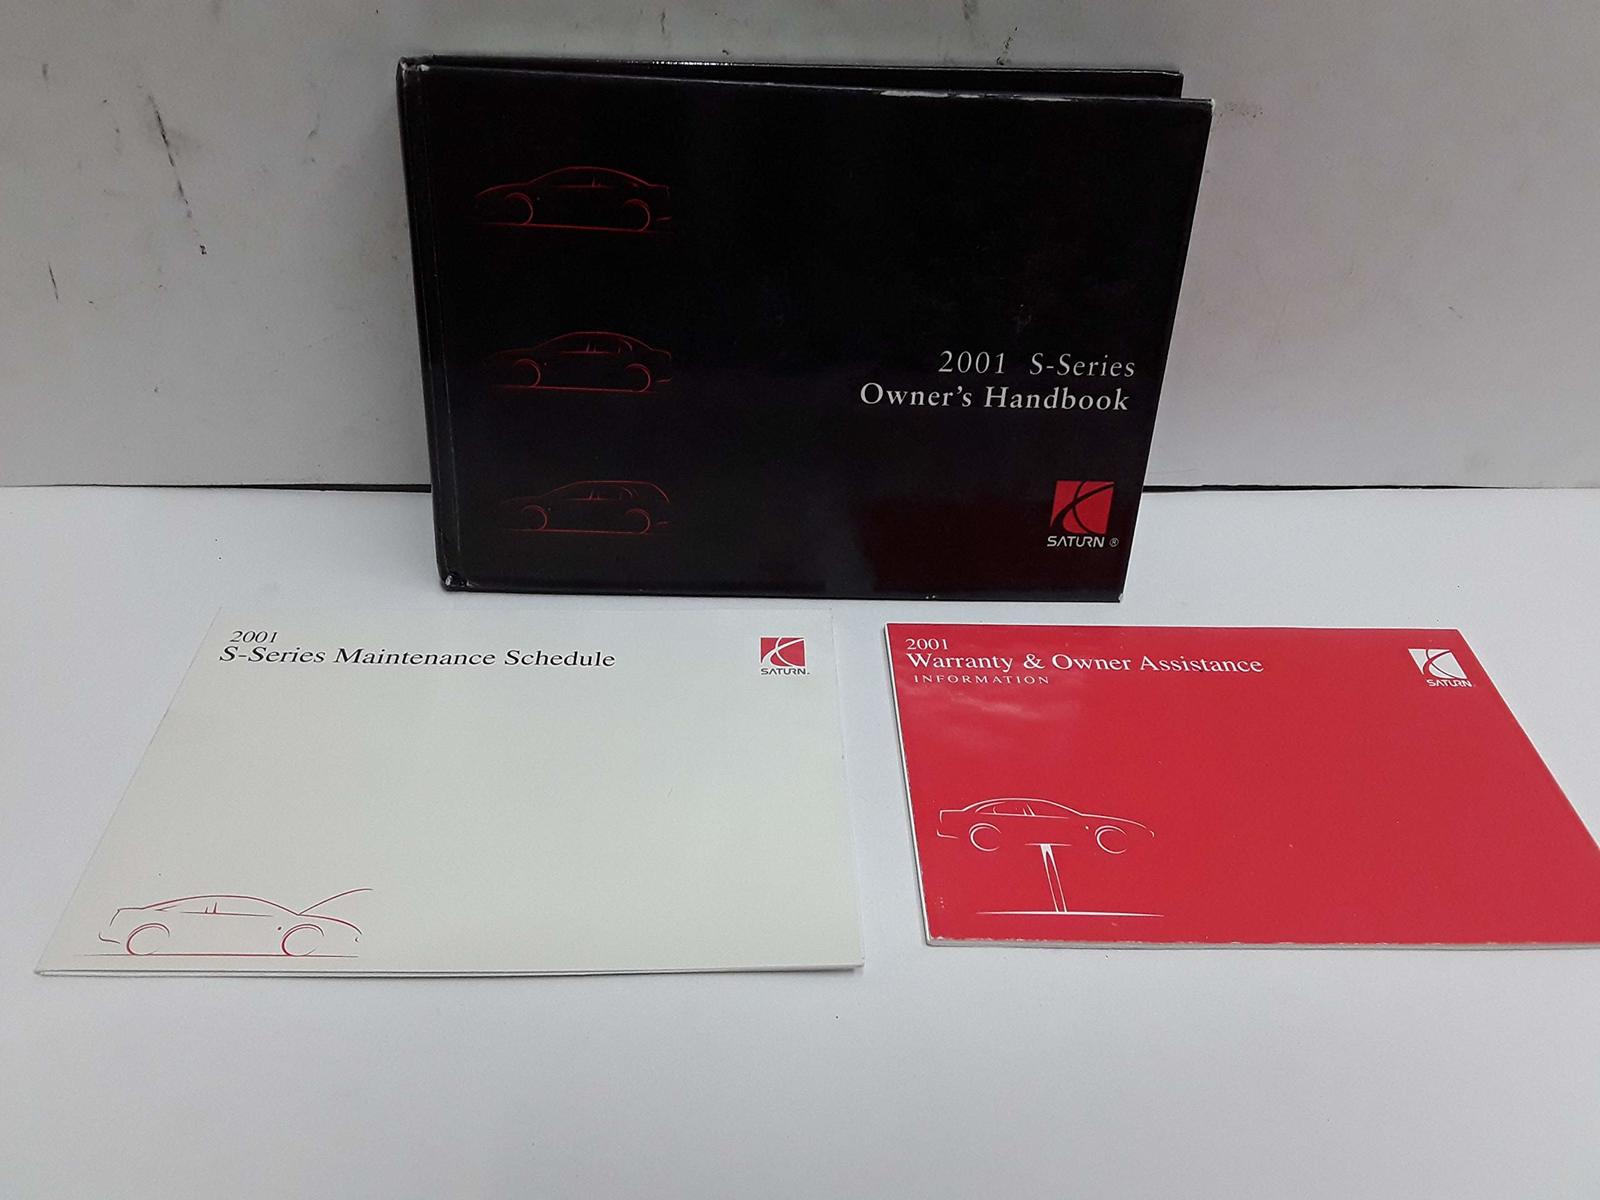 2001 S-Series
Owner's Handbook
SATURN ®
2001
S-Series Maintenance Schedule
SATURN.
2001
Warranty & Owner Assistance
INFORMATION
SATURN